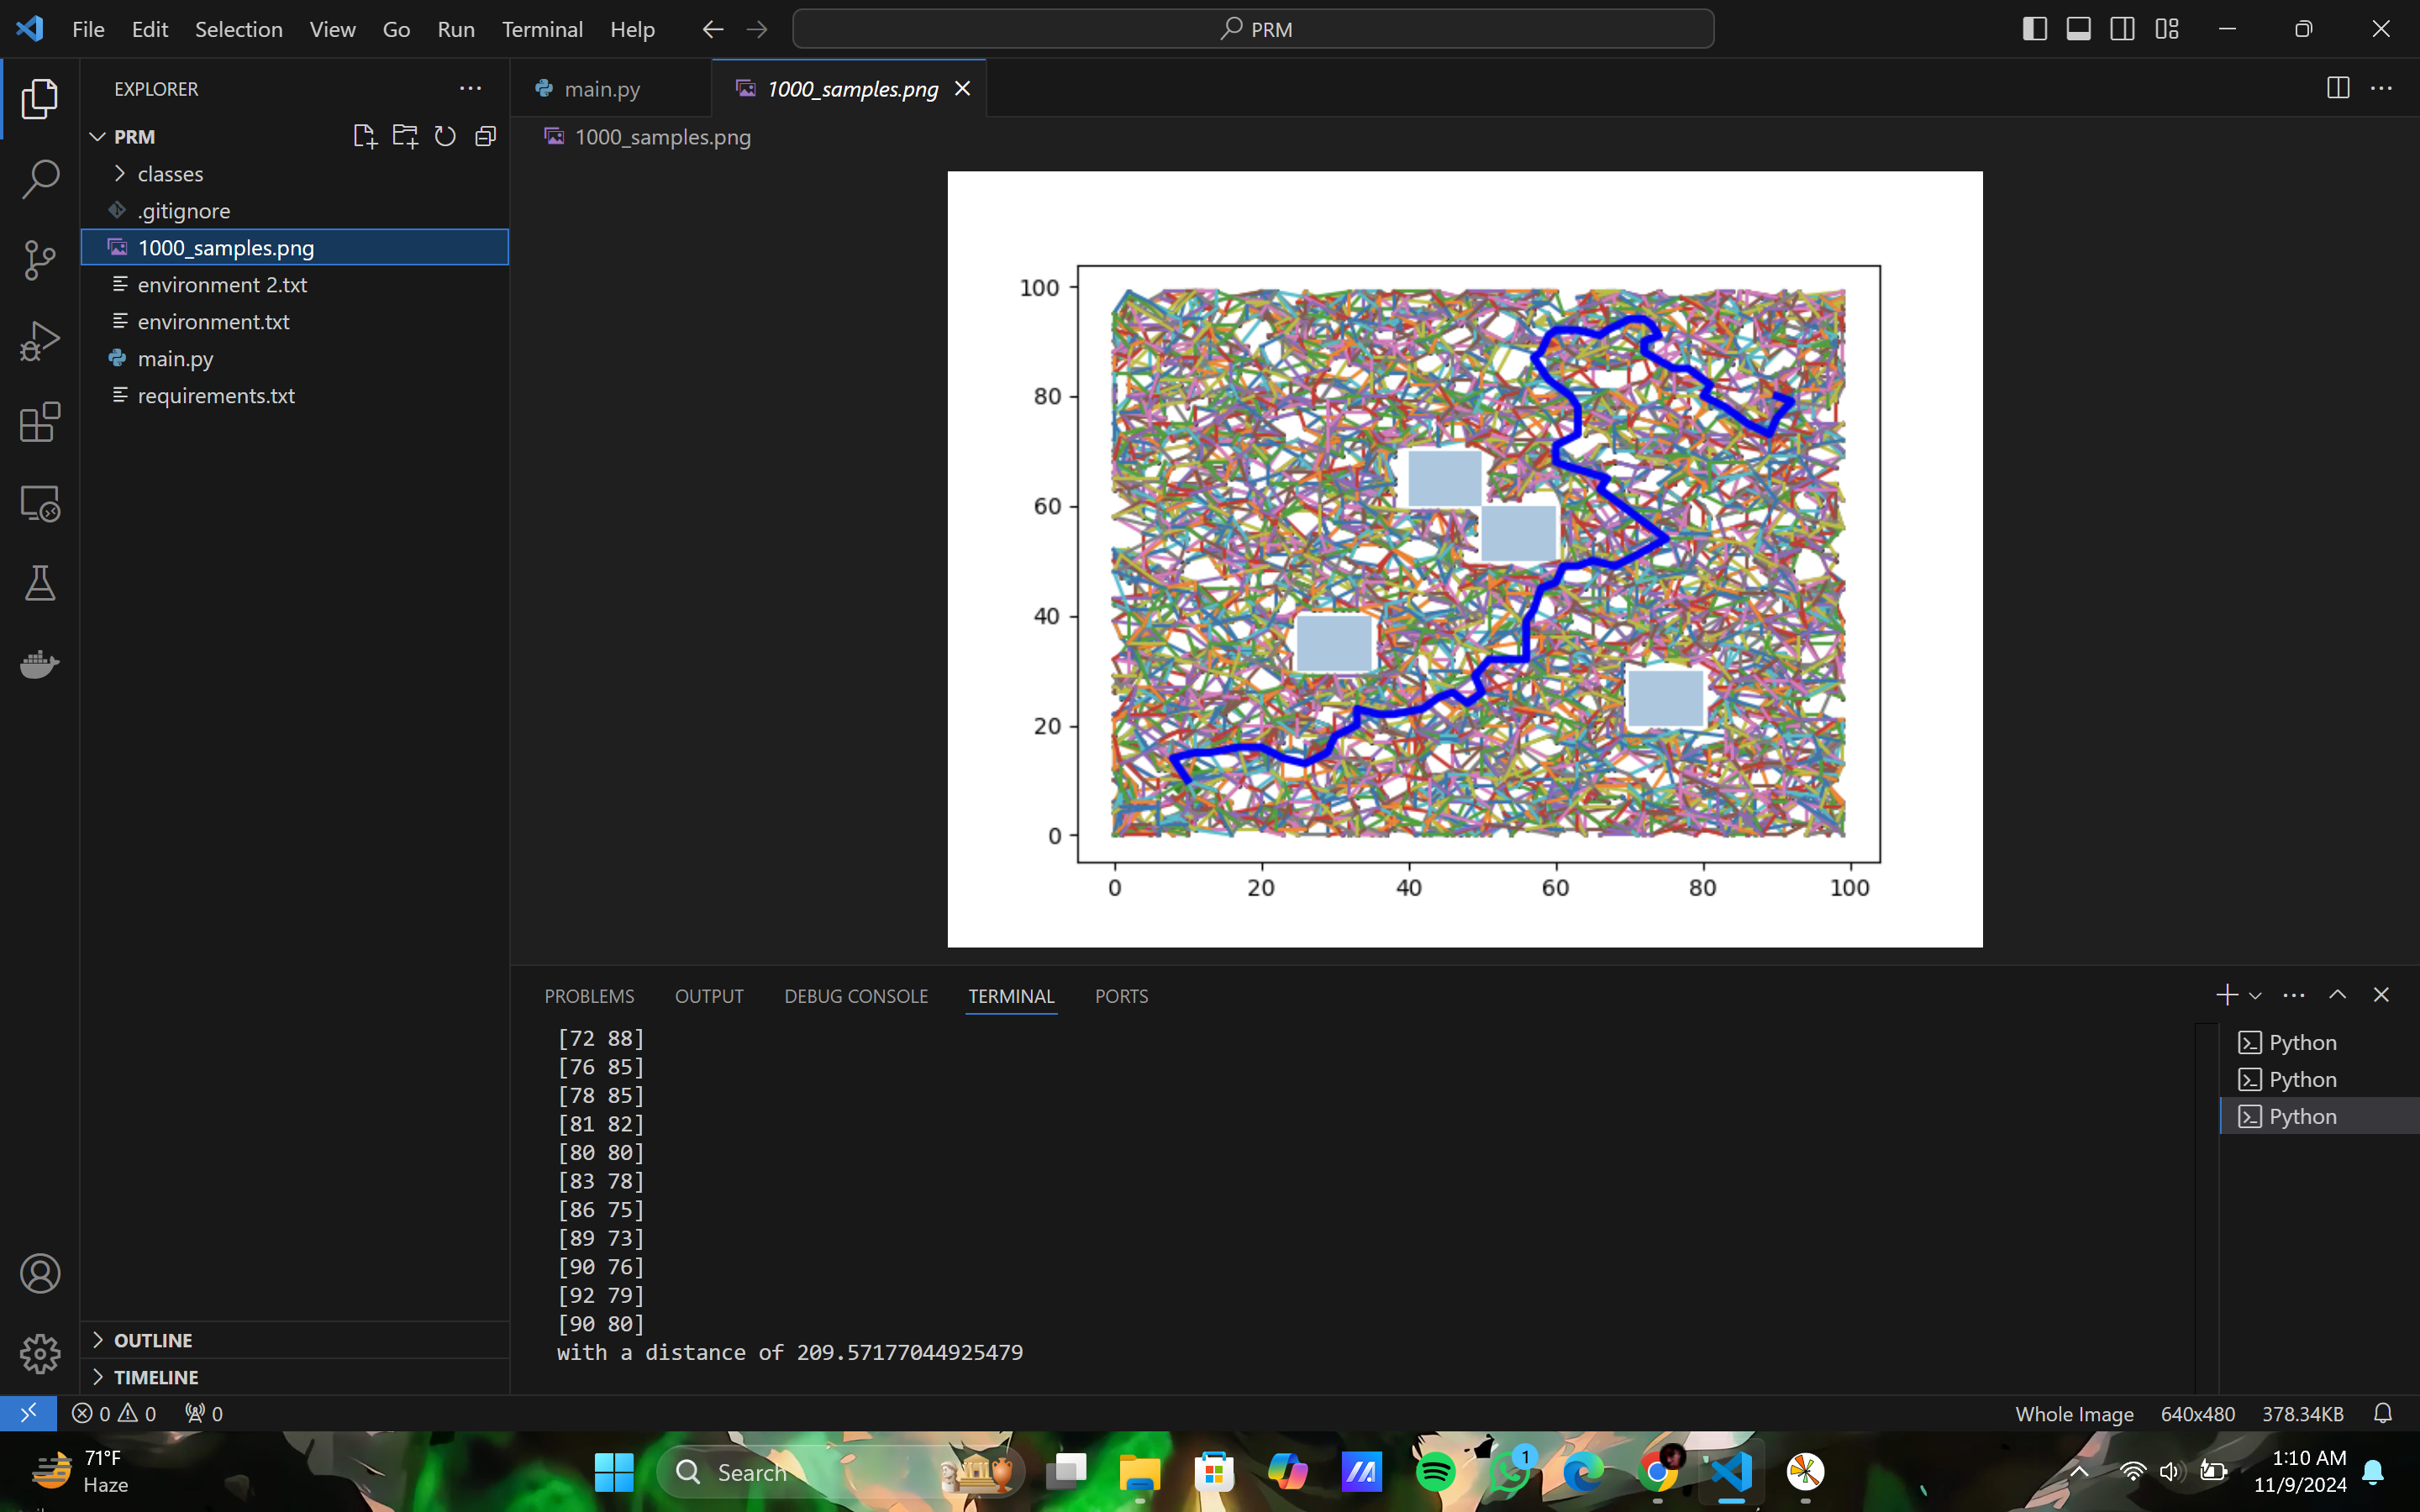 File Edit Selection View Go Run Terminal Help
PRM
EXPLORER
main.py
1000_samples.png
PRM
1000_samples.png
classes
.gitignore
1000_samples.png
environment 2.txt
environment.txt
main.py
requirements.txt
100
80
60
40
20
0
0 20 40 60 80 100
PROBLEMS OUTPUT DEBUG CONSOLE TERMINAL PORTS
[72 88]
[76 85]
[78 85]
[81 82]
[80 80]
[83 78]
[86 75]
[89 73]
[90 76]
[92 79]
[90 80]
with a distance of 209.57177044925479
Python
Python
Python
OUTLINE
TIMELINE
0 0 0
Whole Image 640x480 378.34KB
71°F
Haze
Search
1
1:10 AM
11/9/2024